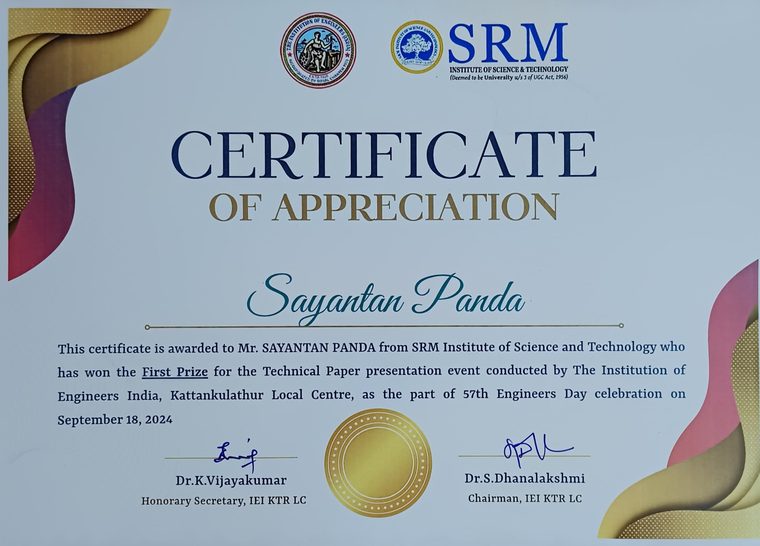 SRM
INSTITUTE OF SCIENCE & TECHNOLOGY
(Deemed to be University u/s 3 of UGC Act, 1956)
CERTIFICATE
OF APPRECIATION
Sayantan Panda
This certificate is awarded to Mr. SAYANTAN PANDA from SRM Institute of Science and Technology who
has won the First Prize for the Technical Paper presentation event conducted by The Institution of
Engineers India, Kattankulathur Local Centre, as the part of 57th Engineers Day celebration on
September 18, 2024
Dr.K.Vijayakumar
Honorary Secretary, IEI KTR LC
Dr.S.Dhanalakshmi
Chairman, IEI KTR LC